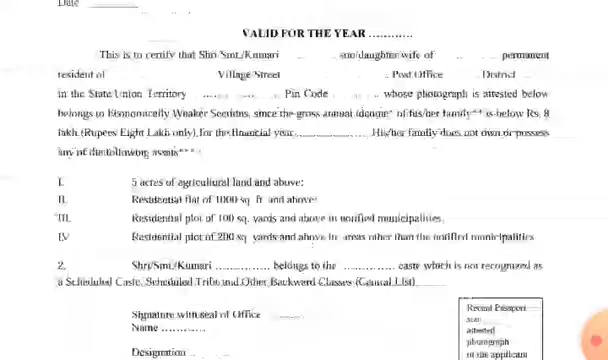 Date
VALID FOR THE YEAR ............
This is to certify that Shri/Smt./Kumari son/daughter/wife of permanent
resident of Village/Street Post Office District
in the State/Union Territory Pin Code whose photograph is attested below
belongs to Economically Weaker Sections, since the gross annual income* of his/her family** is below Rs. 8
lakh (Rupees Eight Lakh only) for the financial year His/her family does not own or possess
any of the following assets***
I. 5 acres of agricultural land and above;
II. Residential flat of 1000 sq. ft. and above;
III. Residential plot of 100 sq. yards and above in notified municipalities
IV Residential plot of 200 sq. yards and above in areas other than the notified municipalities
2. Shri/Smt./Kumari .............. belongs to the ............. caste which is not recognized as
a Scheduled Caste, Scheduled Tribe and Other Backward Classes (Central List)
Signature with seal of Office
Name ...........
Designation
Recent Passport
size
attested
photograph
of the applicant